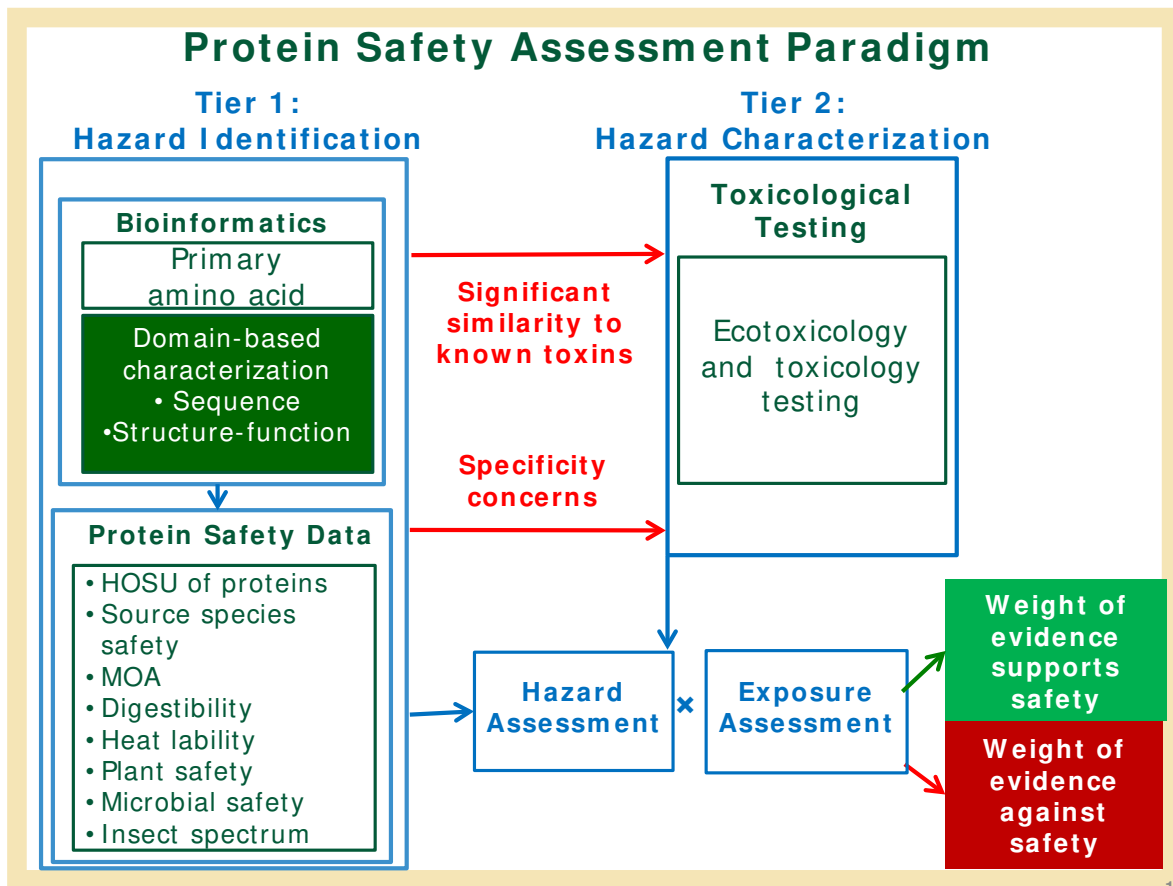 Protein Safety Assessment Paradigm
Tier 1:
Hazard Identification
Tier 2:
Hazard Characterization
Bioinformatics
Primary
amino acid
Domain-based
characterization
• Sequence
•Structure-function
Protein Safety Data
• HOSU of proteins
• Source species
safety
• MOA
• Digestibility
• Heat lability
• Plant safety
• Microbial safety
• Insect spectrum
Significant
similarity to
known toxins
Specificity
concerns
Toxicological
Testing
Ecotoxicology
and toxicology
testing
Hazard
Assessment
×
Exposure
Assessment
Weight of
evidence
supports
safety
Weight of
evidence
against
safety